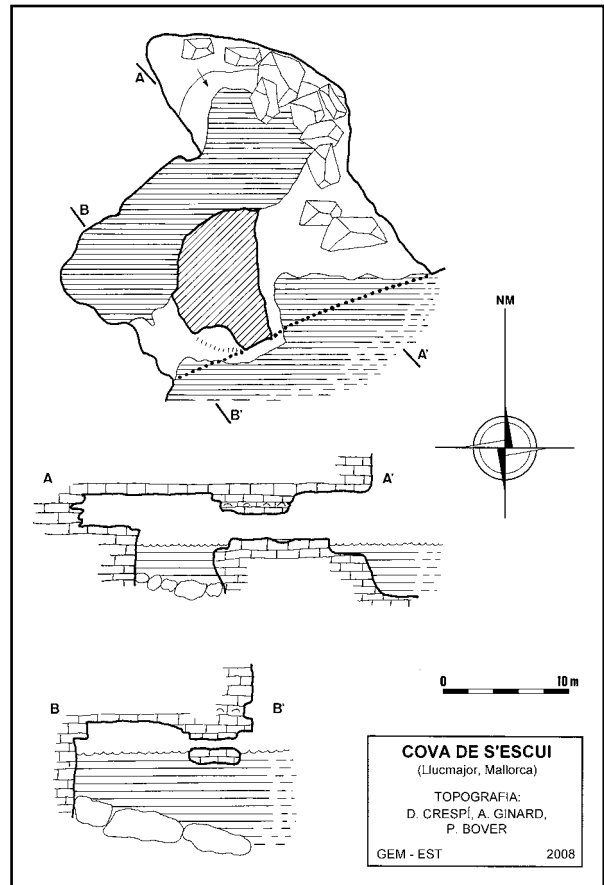 A
B
NM
A'
B'
A
A'
B
B'
0 10 m
COVA DE S'ESCUI
(Llucmajor, Mallorca)
TOPOGRAFIA:
D. CRESPÍ, A. GINARD,
P. BOVER
GEM - EST 2008